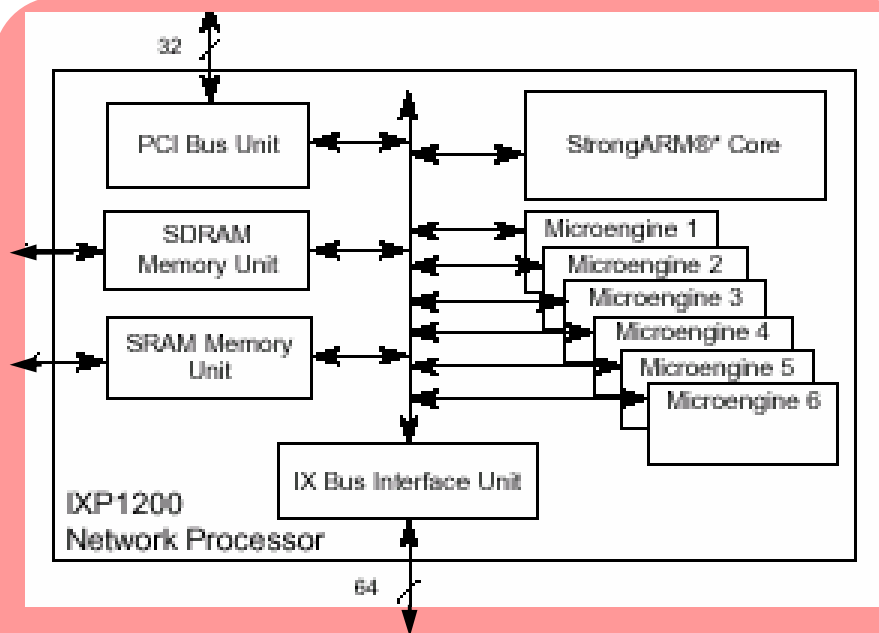 32
PCI Bus Unit
StrongARM®* Core
SDRAM
Memory Unit
Microengine 1
Microengine 2
Microengine 3
SRAM Memory
Unit
Microengine 4
Microengine 5
Microengine 6
IX Bus Interface Unit
IXP1200
Network Processor
64